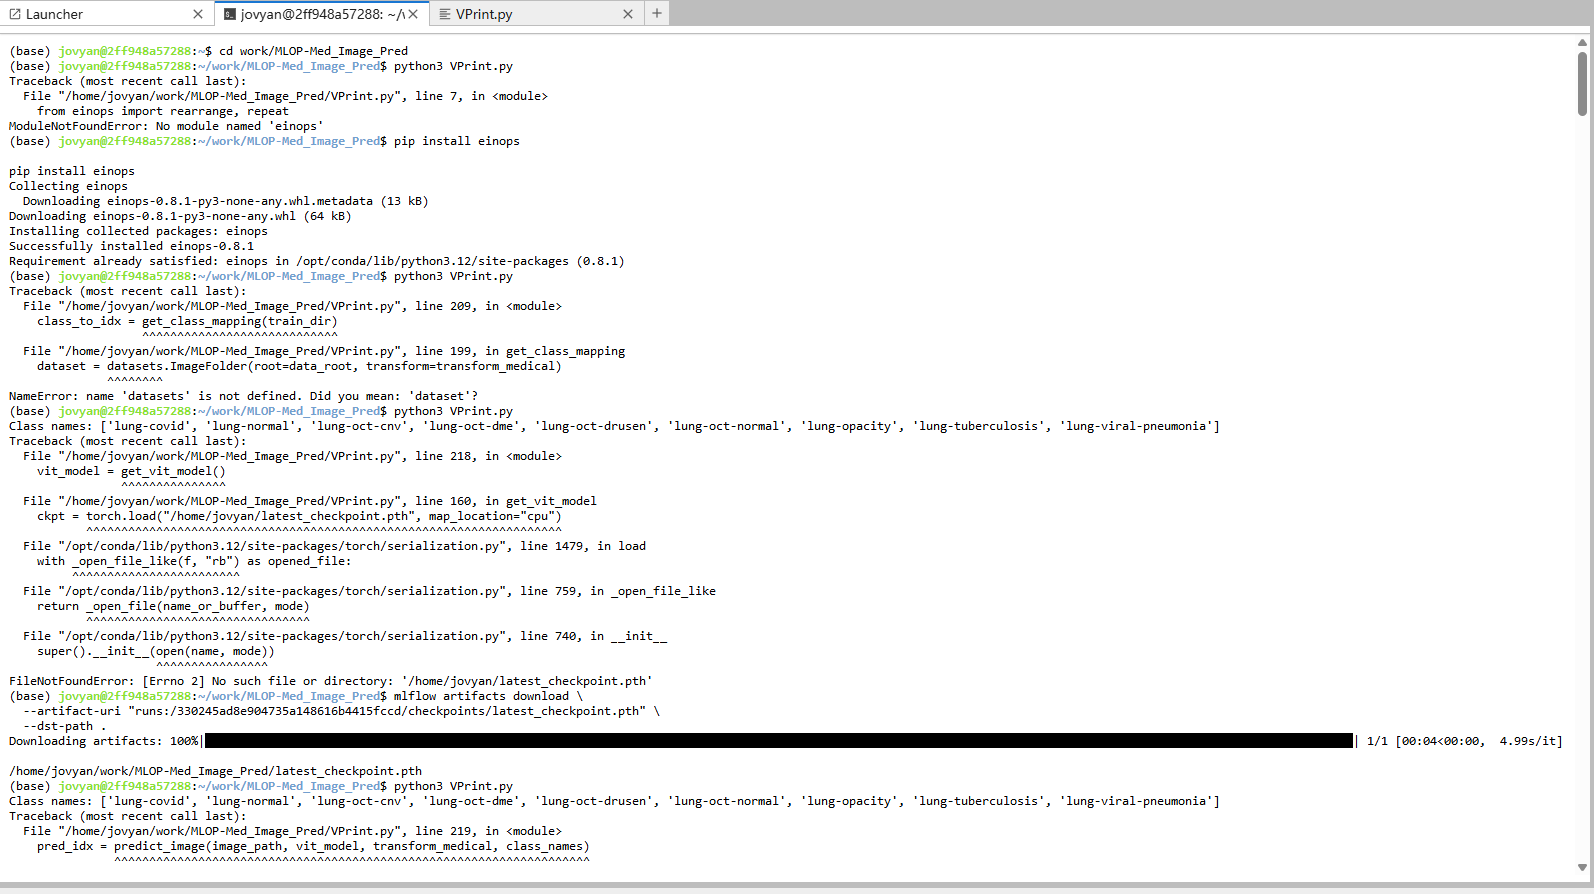 Launcher
jovyan@2ff948a57288: ~/w
VPrint.py
(base) jovyan@2ff948a57288:~$ cd work/MLOP-Med_Image_Pred
(base) jovyan@2ff948a57288:~/work/MLOP-Med_Image_Pred$ python3 VPrint.py
Traceback (most recent call last):
  File "/home/jovyan/work/MLOP-Med_Image_Pred/VPrint.py", line 7, in <module>
    from einops import rearrange, repeat
ModuleNotFoundError: No module named 'einops'
(base) jovyan@2ff948a57288:~/work/MLOP-Med_Image_Pred$ pip install einops
pip install einops
Collecting einops
  Downloading einops-0.8.1-py3-none-any.whl.metadata (13 kB)
Downloading einops-0.8.1-py3-none-any.whl (64 kB)
Installing collected packages: einops
Successfully installed einops-0.8.1
Requirement already satisfied: einops in /opt/conda/lib/python3.12/site-packages (0.8.1)
(base) jovyan@2ff948a57288:~/work/MLOP-Med_Image_Pred$ python3 VPrint.py
Traceback (most recent call last):
  File "/home/jovyan/work/MLOP-Med_Image_Pred/VPrint.py", line 209, in <module>
    class_to_idx = get_class_mapping(train_dir)
                   ^^^^^^^^^^^^^^^^^^^^^^^^^^^^
  File "/home/jovyan/work/MLOP-Med_Image_Pred/VPrint.py", line 199, in get_class_mapping
    dataset = datasets.ImageFolder(root=data_root, transform=transform_medical)
              ^^^^^^^^
NameError: name 'datasets' is not defined. Did you mean: 'dataset'?
(base) jovyan@2ff948a57288:~/work/MLOP-Med_Image_Pred$ python3 VPrint.py
Class names: ['lung-covid', 'lung-normal', 'lung-oct-cnv', 'lung-oct-dme', 'lung-oct-drusen', 'lung-oct-normal', 'lung-opacity', 'lung-tuberculosis', 'lung-viral-pneumonia']
Traceback (most recent call last):
  File "/home/jovyan/work/MLOP-Med_Image_Pred/VPrint.py", line 218, in <module>
    vit_model = get_vit_model()
                ^^^^^^^^^^^^^^^
  File "/home/jovyan/work/MLOP-Med_Image_Pred/VPrint.py", line 160, in get_vit_model
    ckpt = torch.load("/home/jovyan/latest_checkpoint.pth", map_location="cpu")
           ^^^^^^^^^^^^^^^^^^^^^^^^^^^^^^^^^^^^^^^^^^^^^^^^^^^^^^^^^^^^^^^^^^^^
  File "/opt/conda/lib/python3.12/site-packages/torch/serialization.py", line 1479, in load
    with _open_file_like(f, "rb") as opened_file:
         ^^^^^^^^^^^^^^^^^^^^^^^^
  File "/opt/conda/lib/python3.12/site-packages/torch/serialization.py", line 759, in _open_file_like
    return _open_file(name_or_buffer, mode)
           ^^^^^^^^^^^^^^^^^^^^^^^^^^^^^^^^
  File "/opt/conda/lib/python3.12/site-packages/torch/serialization.py", line 740, in __init__
    super().__init__(open(name, mode))
                     ^^^^^^^^^^^^^^^^
FileNotFoundError: [Errno 2] No such file or directory: '/home/jovyan/latest_checkpoint.pth'
(base) jovyan@2ff948a57288:~/work/MLOP-Med_Image_Pred$ mlflow artifacts download \
  --artifact-uri "runs:/330245ad8e904735a148616b4415fccd/checkpoints/latest_checkpoint.pth" \
  --dst-path .
Downloading artifacts: 100%| | 1/1 [00:04<00:00,  4.99s/it]
/home/jovyan/work/MLOP-Med_Image_Pred/latest_checkpoint.pth
(base) jovyan@2ff948a57288:~/work/MLOP-Med_Image_Pred$ python3 VPrint.py
Class names: ['lung-covid', 'lung-normal', 'lung-oct-cnv', 'lung-oct-dme', 'lung-oct-drusen', 'lung-oct-normal', 'lung-opacity', 'lung-tuberculosis', 'lung-viral-pneumonia']
Traceback (most recent call last):
  File "/home/jovyan/work/MLOP-Med_Image_Pred/VPrint.py", line 219, in <module>
    pred_idx = predict_image(image_path, vit_model, transform_medical, class_names)
               ^^^^^^^^^^^^^^^^^^^^^^^^^^^^^^^^^^^^^^^^^^^^^^^^^^^^^^^^^^^^^^^^^^^^